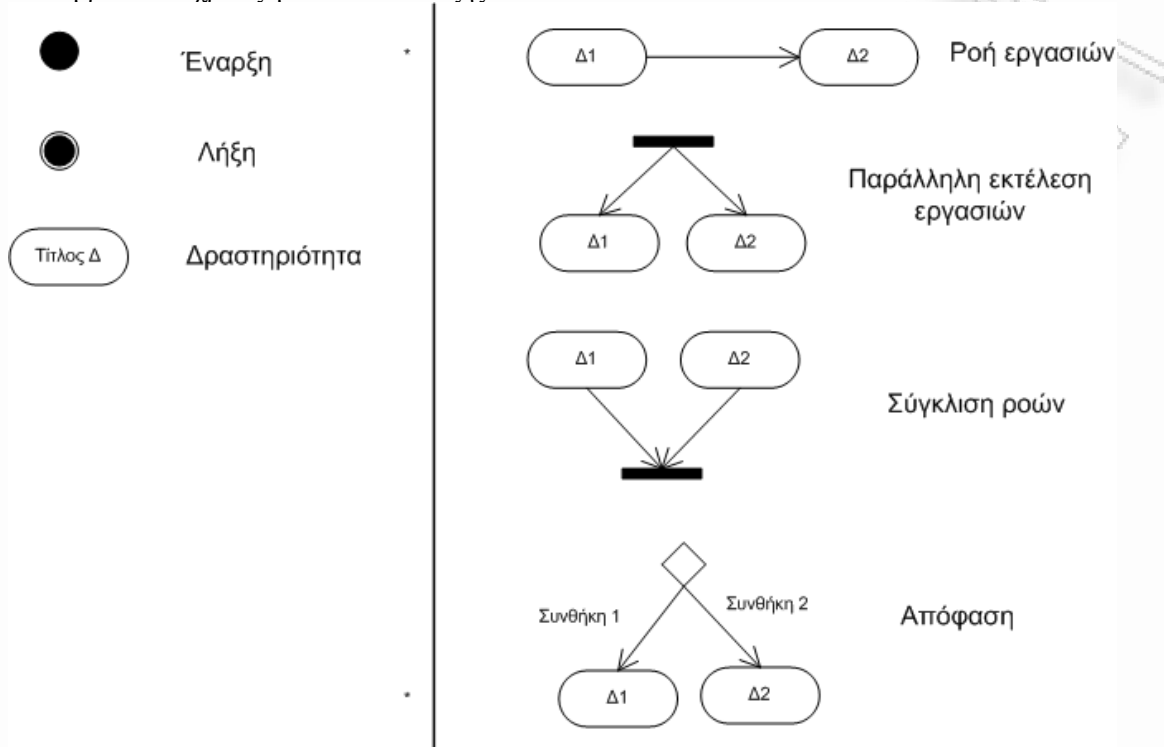 Έναρξη
*
Λήξη
Τίτλος Δ
Δραστηριότητα
*
Δ1
Δ2
Ροή εργασιών
Παράλληλη εκτέλεση
εργασιών
Δ1
Δ2
Δ1
Δ2
Σύγκλιση ροών
Συνθήκη 1
Συνθήκη 2
Απόφαση
Δ1
Δ2